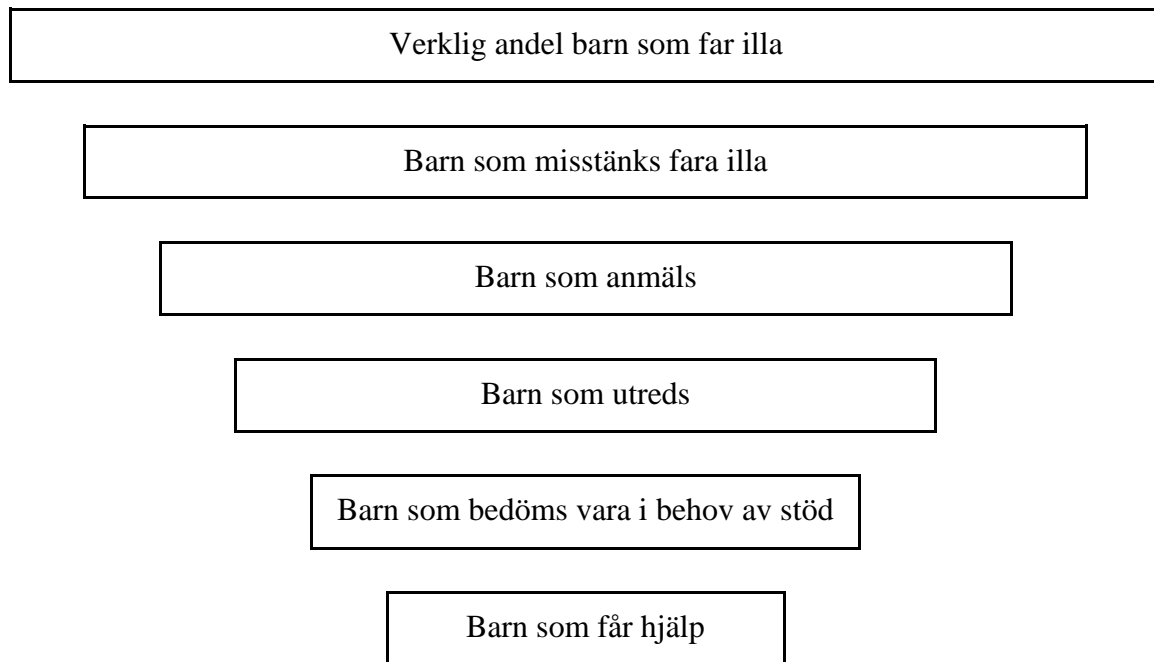 Verklig andel barn som far illa
Barn som misstänks fara illa
Barn som anmäls
Barn som utreds
Barn som bedöms vara i behov av stöd
Barn som får hjälp